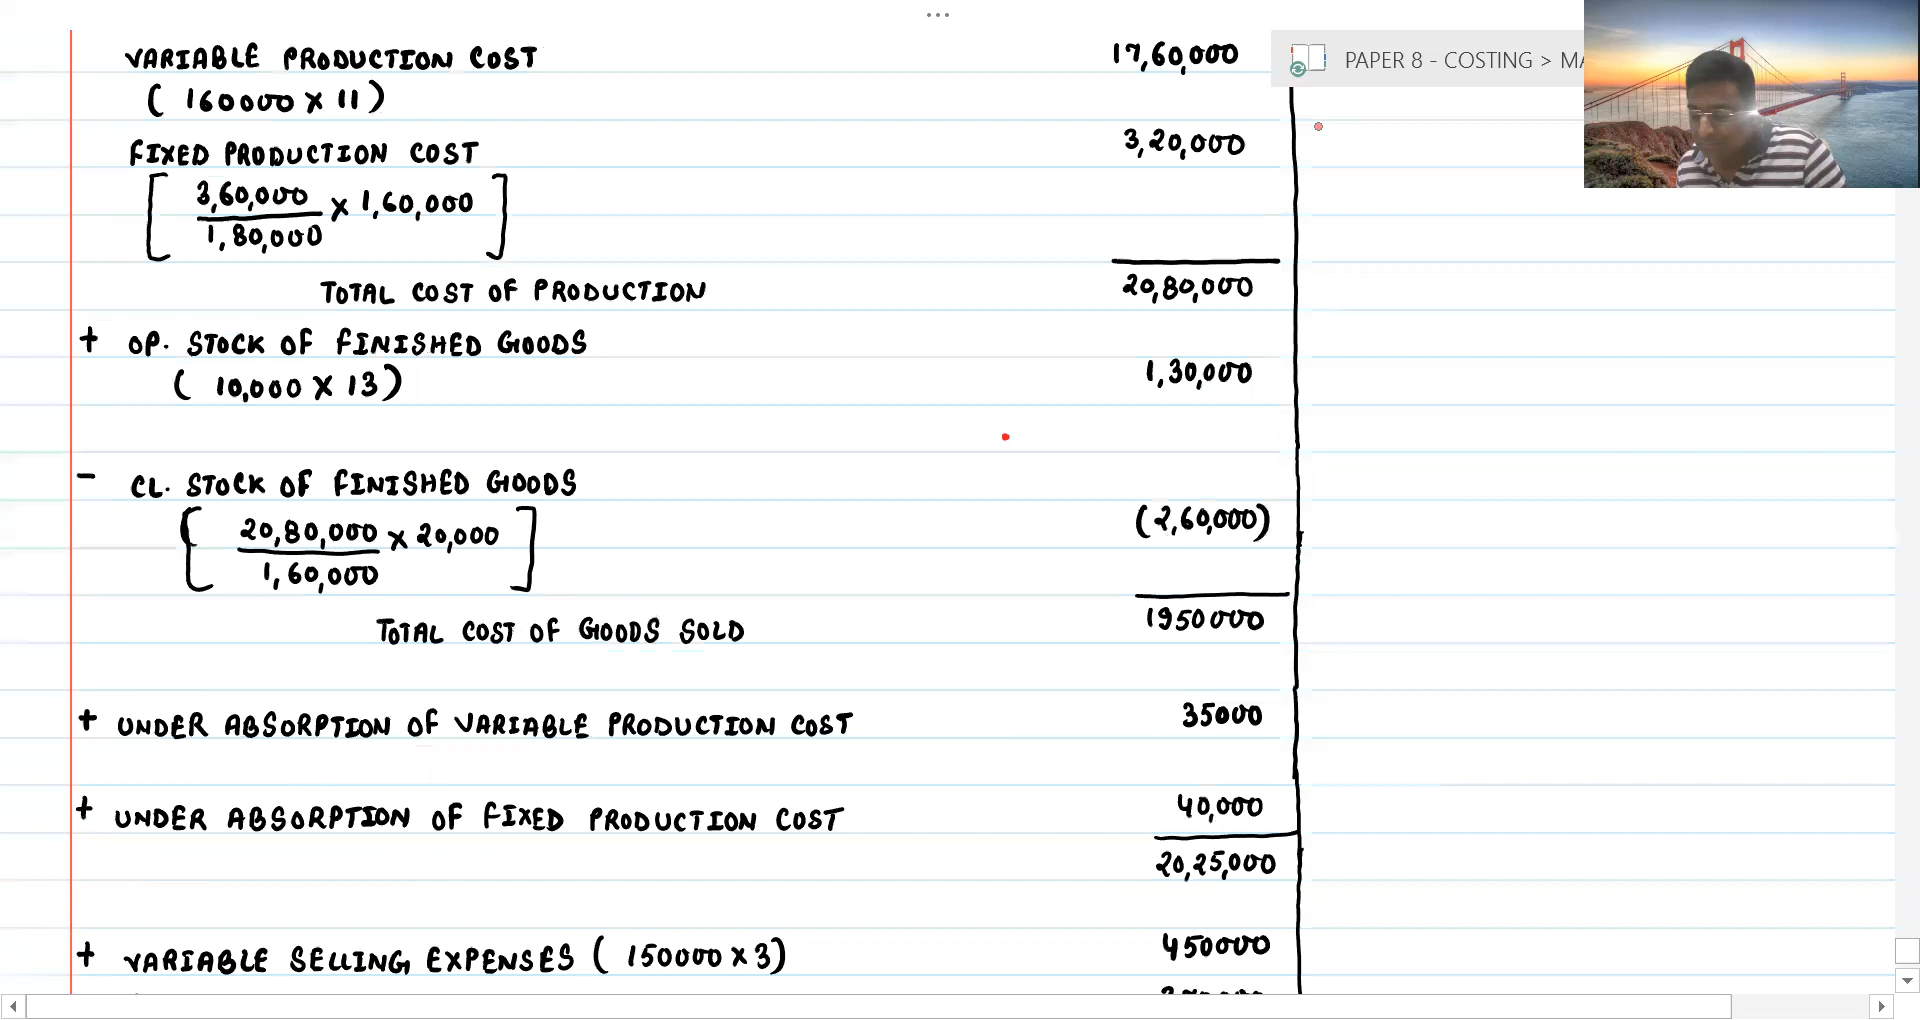 VARIABLE PRODUCTION COST 17,60,000
(160000 × 11)
FIXED PRODUCTION COST 3,20,000
[3,60,000 / 1,80,000 × 1,60,000]
TOTAL COST OF PRODUCTION 20,80,000
+ OP. STOCK OF FINISHED GOODS
(10,000 × 13) 1,30,000
- CL. STOCK OF FINISHED GOODS
[20,80,000 / 1,60,000 × 20,000] (2,60,000)
TOTAL COST OF GOODS SOLD 1950000
+ UNDER ABSORPTION OF VARIABLE PRODUCTION COST 35000
+ UNDER ABSORPTION OF FIXED PRODUCTION COST 40,000
20,25,000
+ VARIABLE SELLING EXPENSES (150000 × 3) 450000
PAPER 8 - COSTING > MA